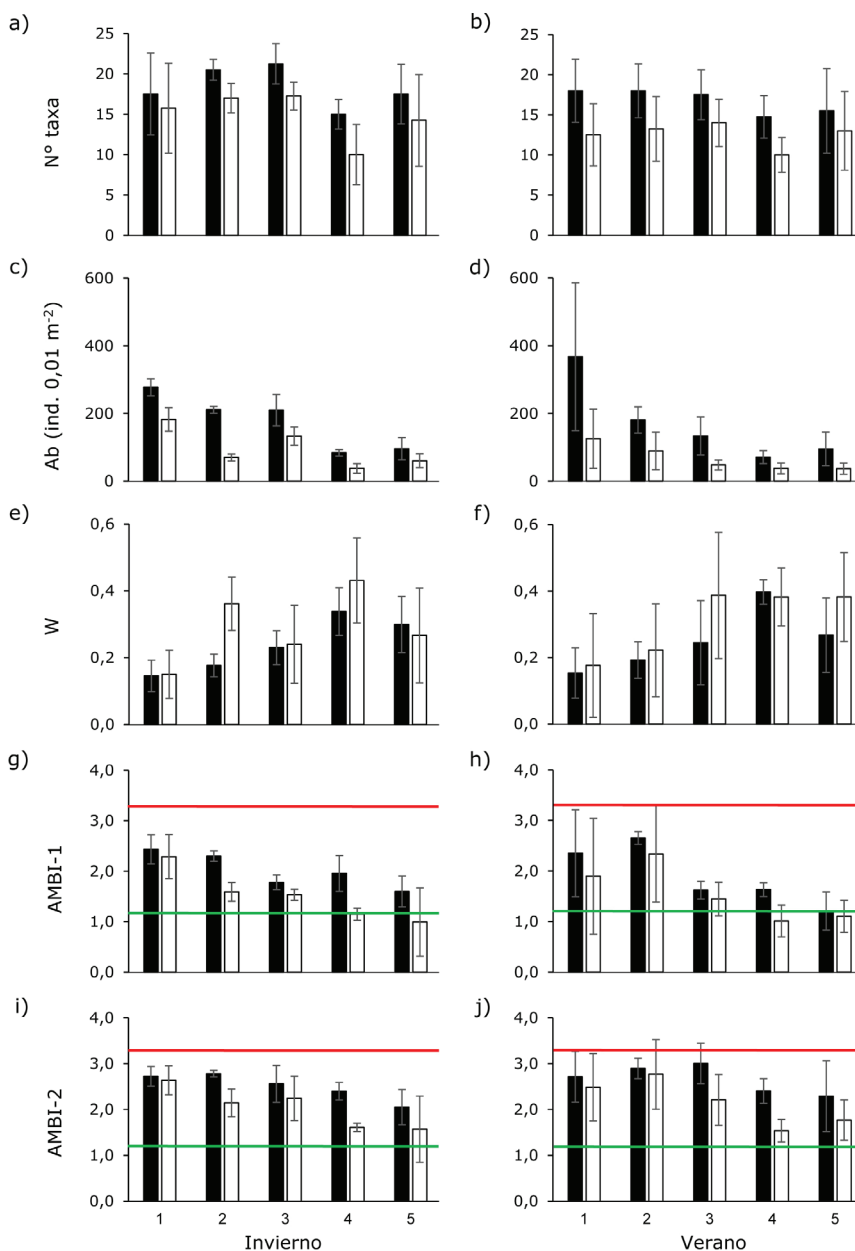 a)
b)
25
20
15
10
5
0
N° taxa
25
20
15
10
5
0
c)
d)
600
400
200
0
Ab (ind. 0,01 m⁻²)
600
400
200
0
e)
f)
0,6
0,4
0,2
0,0
W
0,6
0,4
0,2
0,0
g)
h)
4,0
3,0
2,0
1,0
0,0
AMBI-1
4,0
3,0
2,0
1,0
0,0
i)
j)
4,0
3,0
2,0
1,0
0,0
AMBI-2
4,0
3,0
2,0
1,0
0,0
1 2 3 4 5
Invierno
1 2 3 4 5
Verano